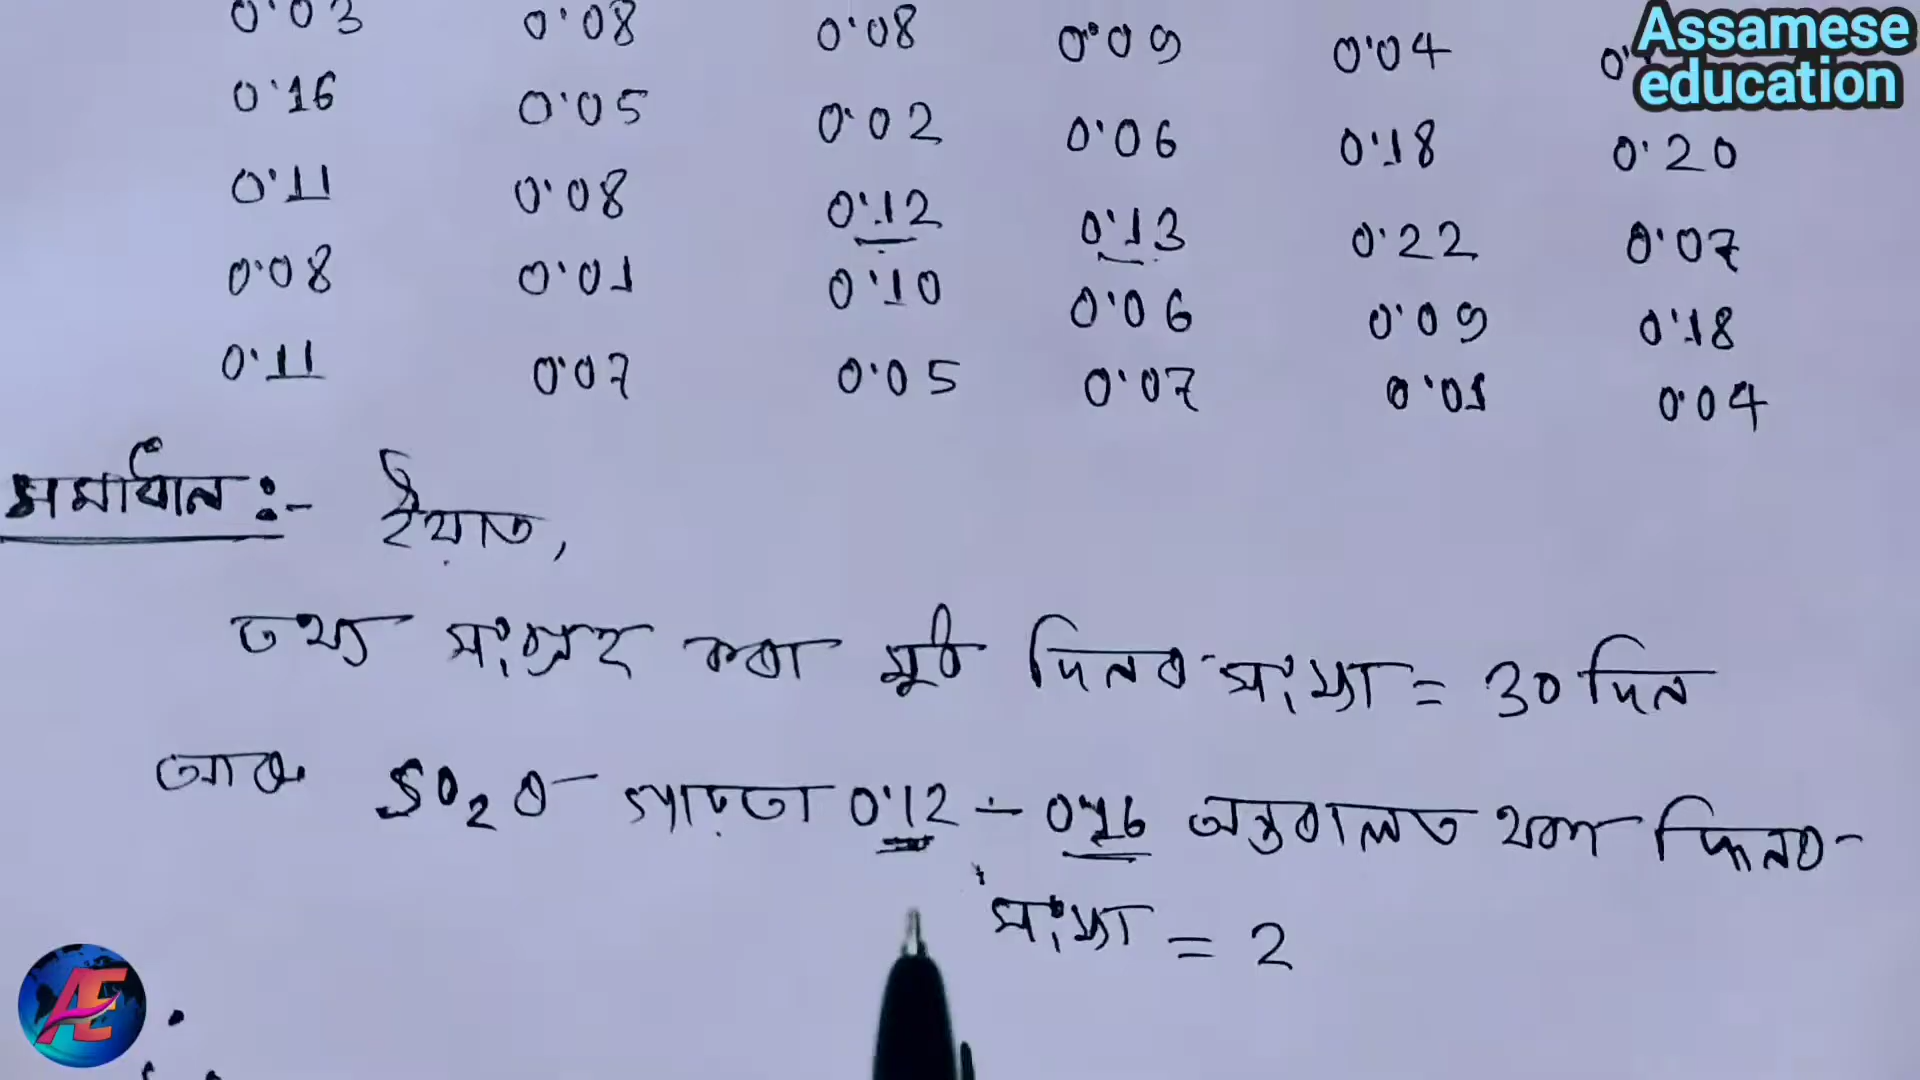 0.03 0.08 0.08 0.09 0.04
0.16 0.05 0.02 0.06 0.18 0.20
0.11 0.08 0.12 0.13 0.22 0.07
0.08 0.01 0.10 0.06 0.09 0.18
0.11 0.07 0.05 0.07 0.01 0.04
সমাধান :- ইয়াত,
তথ্য সংগ্ৰহ কৰা মুঠ দিনৰ সংখ্যা = 30 দিন
আৰু SO₂ৰ গাঢ়তা 0.12 - 0.16 অন্তৰালত থকা দিনৰ
সংখ্যা = 2
Assamese
education
AE